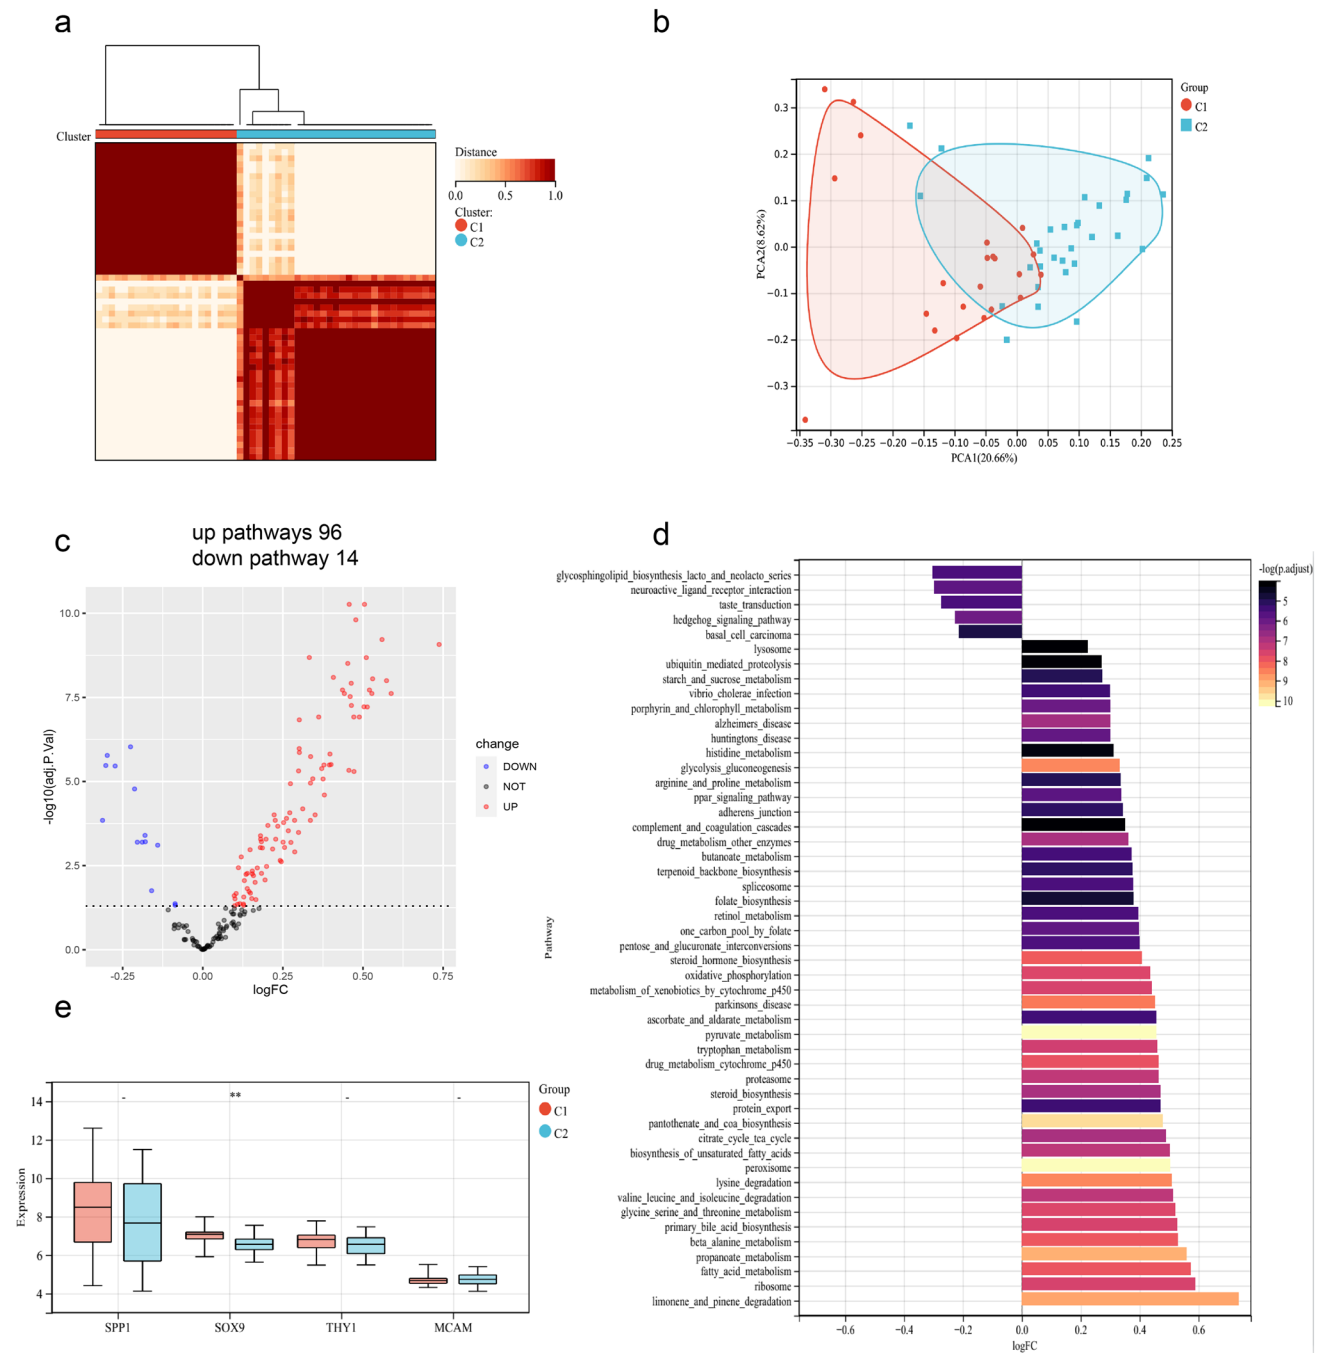 a
Cluster
Distance
0.0 0.5 1.0
Cluster:
C1
C2
b
Group
C1
C2
0.3
0.2
0.1
0.0
−0.1
−0.2
−0.3
PCA2(8.62%)
−0.35 −0.30 −0.25 −0.20 −0.15 −0.10 −0.05 0.00 0.05 0.10 0.15 0.20 0.25
PCA1(20.66%)
c
up pathways 96
down pathway 14
10.0
7.5
5.0
2.5
0.0
-log10(adj.P.Val)
-0.25 0.00 0.25 0.50 0.75
logFC
change
DOWN
NOT
UP
d
glycosphingolipid_biosynthesis_lacto_and_neolacto_series
neuroactive_ligand_receptor_interaction
taste_transduction
hedgehog_signaling_pathway
basal_cell_carcinoma
lysosome
ubiquitin_mediated_proteolysis
starch_and_sucrose_metabolism
vibrio_cholerae_infection
porphyrin_and_chlorophyll_metabolism
alzheimers_disease
huntingtons_disease
histidine_metabolism
glycolysis_gluconeogenesis
arginine_and_proline_metabolism
ppar_signaling_pathway
adherens_junction
complement_and_coagulation_cascades
drug_metabolism_other_enzymes
butanoate_metabolism
terpenoid_backbone_biosynthesis
spliceosome
folate_biosynthesis
retinol_metabolism
one_carbon_pool_by_folate
pentose_and_glucuronate_interconversions
steroid_hormone_biosynthesis
oxidative_phosphorylation
metabolism_of_xenobiotics_by_cytochrome_p450
parkinsons_disease
ascorbate_and_aldarate_metabolism
pyruvate_metabolism
tryptophan_metabolism
drug_metabolism_cytochrome_p450
proteasome
steroid_biosynthesis
protein_export
pantothenate_and_coa_biosynthesis
citrate_cycle_tca_cycle
biosynthesis_of_unsaturated_fatty_acids
peroxisome
lysine_degradation
valine_leucine_and_isoleucine_degradation
glycine_serine_and_threonine_metabolism
primary_bile_acid_biosynthesis
beta_alanine_metabolism
propanoate_metabolism
fatty_acid_metabolism
ribosome
limonene_and_pinene_degradation
Pathway
−0.6 −0.4 −0.2 0.0 0.2 0.4 0.6
logFC
-log(p.adjust)
5
6
7
8
9
10
e
14
12
10
8
6
4
Expression
- ** - -
SPP1 SOX9 THY1 MCAM
Group
C1
C2